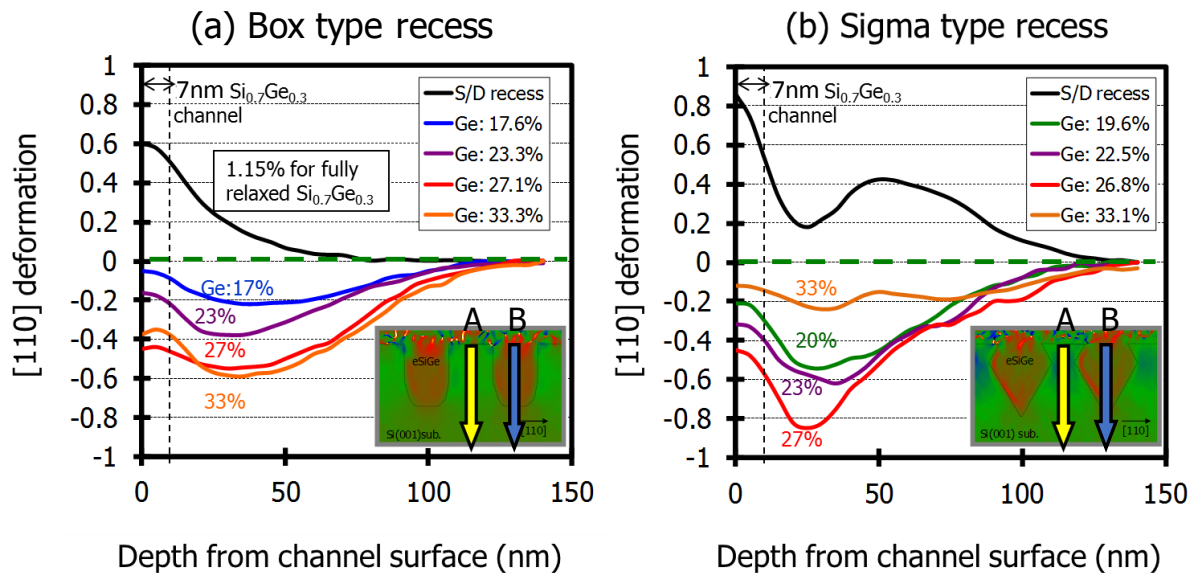 (a) Box type recess
1
0.8
0.6
0.4
0.2
0
-0.2
-0.4
-0.6
-0.8
-1
[110] deformation
7nm Si₀.₇Ge₀.₃
channel
1.15% for fully
relaxed Si₀.₇Ge₀.₃
S/D recess
Ge: 17.6%
Ge: 23.3%
Ge: 27.1%
Ge: 33.3%
Ge:17%
23%
27%
33%
A
B
eSiGe
Si(001)sub.
[110]
0
50
100
150
Depth from channel surface (nm)
(b) Sigma type recess
1
0.8
0.6
0.4
0.2
0
-0.2
-0.4
-0.6
-0.8
-1
[110] deformation
7nm Si₀.₇Ge₀.₃
channel
S/D recess
Ge: 19.6%
Ge: 22.5%
Ge: 26.8%
Ge: 33.1%
33%
20%
23%
27%
A
B
eSiGe
Si(001) sub.
[110]
0
50
100
150
Depth from channel surface (nm)